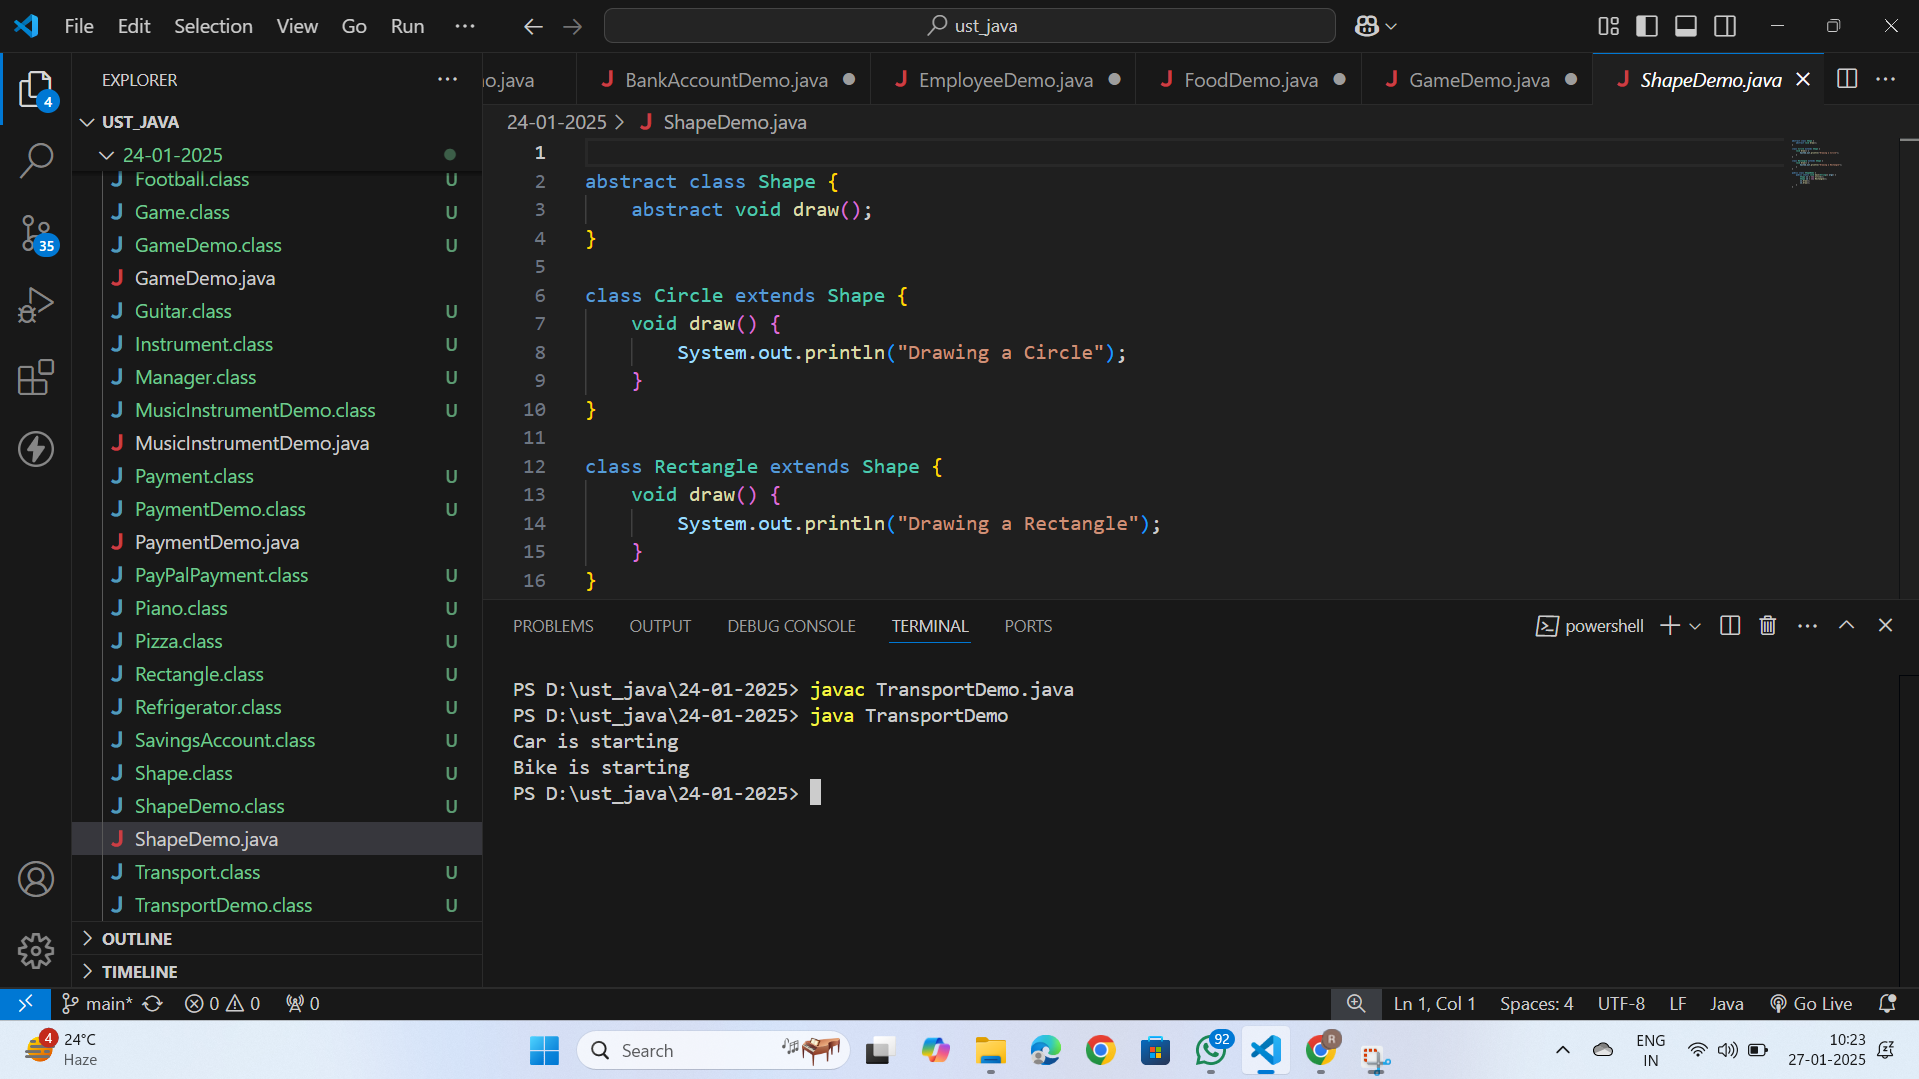 File Edit Selection View Go Run ...
ust_java
EXPLORER
UST_JAVA
24-01-2025
Football.class U
Game.class U
GameDemo.class U
GameDemo.java
Guitar.class U
Instrument.class U
Manager.class U
MusicInstrumentDemo.class U
MusicInstrumentDemo.java
Payment.class U
PaymentDemo.class U
PaymentDemo.java
PayPalPayment.class U
Piano.class U
Pizza.class U
Rectangle.class U
Refrigerator.class U
SavingsAccount.class U
Shape.class U
ShapeDemo.class U
ShapeDemo.java
Transport.class U
TransportDemo.class U
OUTLINE
TIMELINE
4
35
o.java BankAccountDemo.java EmployeeDemo.java FoodDemo.java GameDemo.java ShapeDemo.java
24-01-2025 > ShapeDemo.java
1
2 abstract class Shape {
3 abstract void draw();
4 }
5
6 class Circle extends Shape {
7 void draw() {
8 System.out.println("Drawing a Circle");
9 }
10 }
11
12 class Rectangle extends Shape {
13 void draw() {
14 System.out.println("Drawing a Rectangle");
15 }
16 }
PROBLEMS OUTPUT DEBUG CONSOLE TERMINAL PORTS
powershell
PS D:\ust_java\24-01-2025> javac TransportDemo.java
PS D:\ust_java\24-01-2025> java TransportDemo
Car is starting
Bike is starting
PS D:\ust_java\24-01-2025>
main* 0 0 0
Ln 1, Col 1 Spaces: 4 UTF-8 LF Java Go Live
4
24°C
Haze
Search
92
R
ENG
IN
10:23
27-01-2025